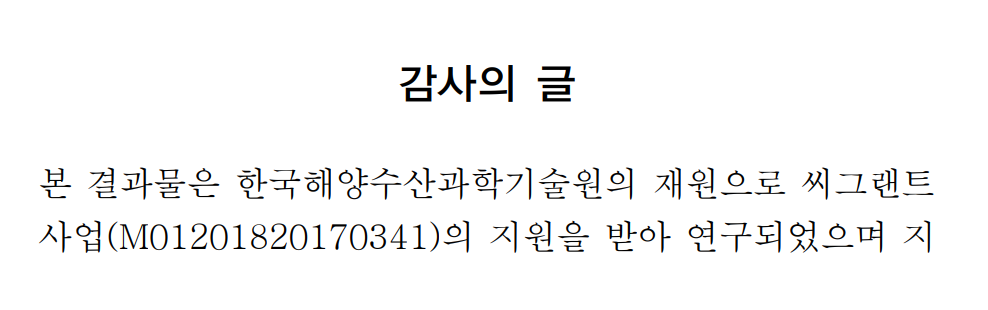 감사의 글
본 결과물은 한국해양수산과학기술원의 재원으로 씨그랜트
사업(M01201820170341)의 지원을 받아 연구되었으며 지